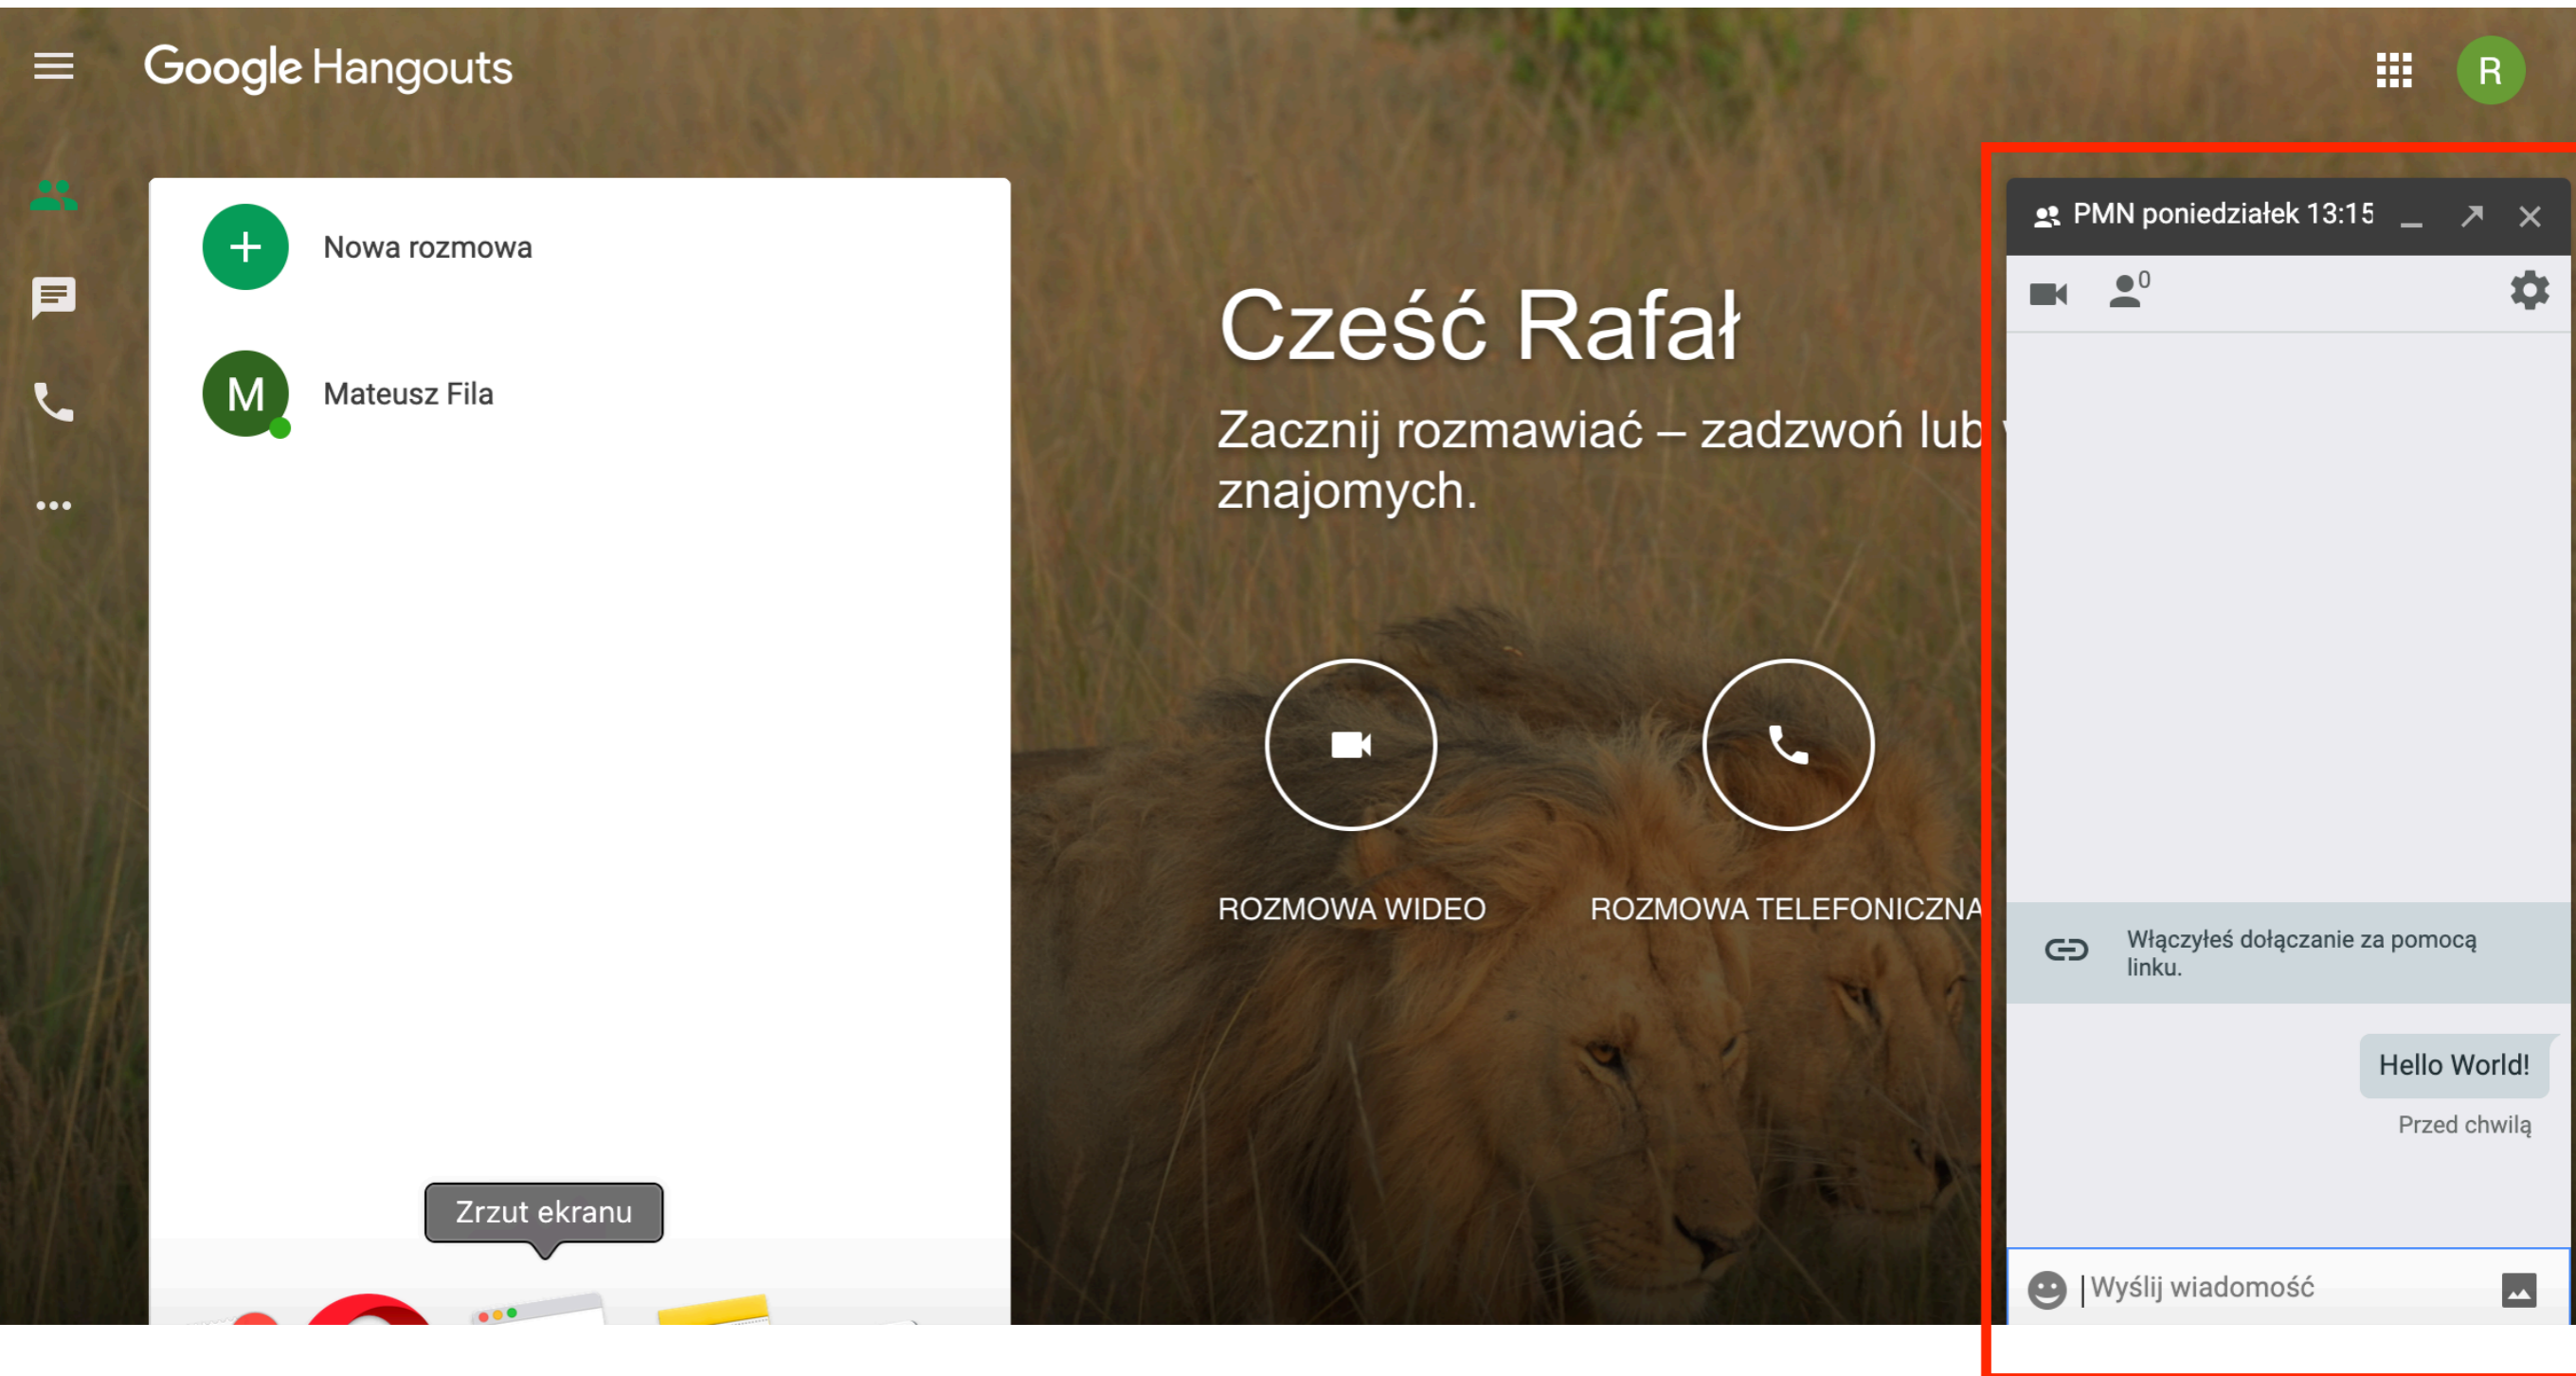 Google Hangouts
R
Nowa rozmowa
M
Mateusz Fila
Cześć Rafał
Zacznij rozmawiać – zadzwoń lub
znajomych.
ROZMOWA WIDEO
ROZMOWA TELEFONICZNA
Zrzut ekranu
PMN poniedziałek 13:15
0
Włączyłeś dołączanie za pomocą
linku.
Hello World!
Przed chwilą
Wyślij wiadomość